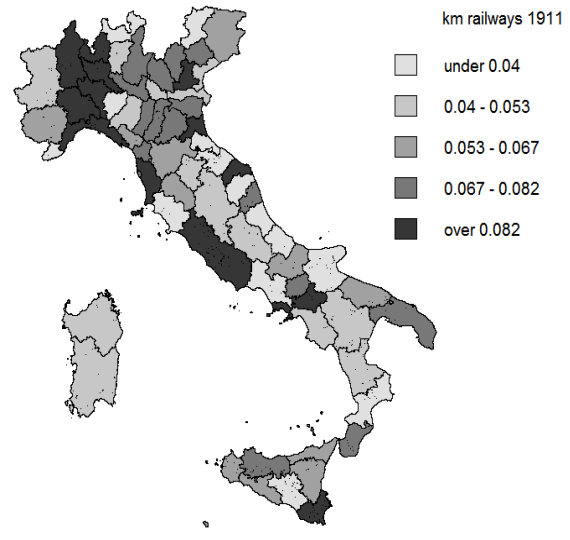 km railways 1911
under 0.04
0.04 - 0.053
0.053 - 0.067
0.067 - 0.082
over 0.082